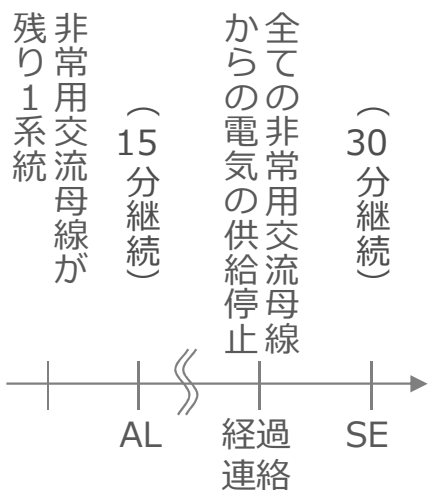 非常用交流母線が
残り１系統
（15分継続）
全ての非常用交流母線
からの電気の供給停止
（30分継続）
AL
経過
連絡
SE